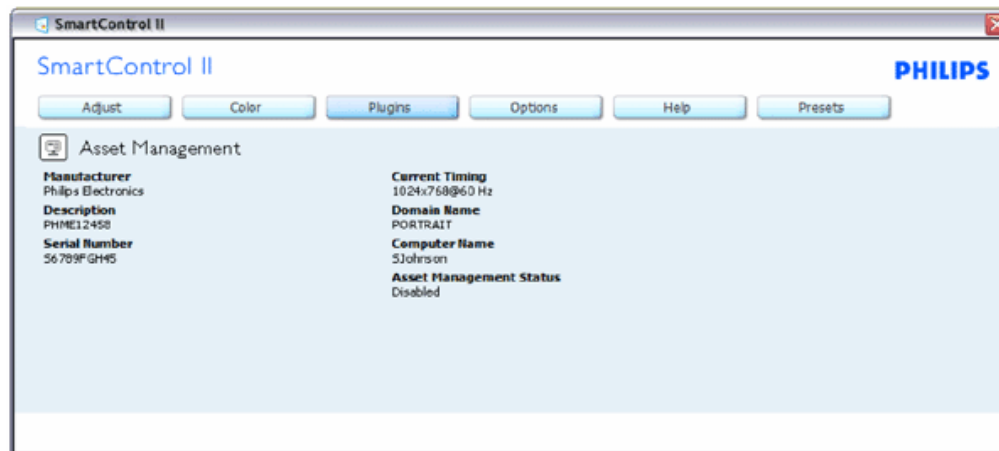 SmartControl II
SmartControl II
PHILIPS
Adjust Color Plugins Options Help Presets
Asset Management
Manufacturer
Philips Electronics
Description
PHME12458
Serial Number
56789FGH45
Current Timing
1024x768@60 Hz
Domain Name
PORTRAIT
Computer Name
SJohnson
Asset Management Status
Disabled